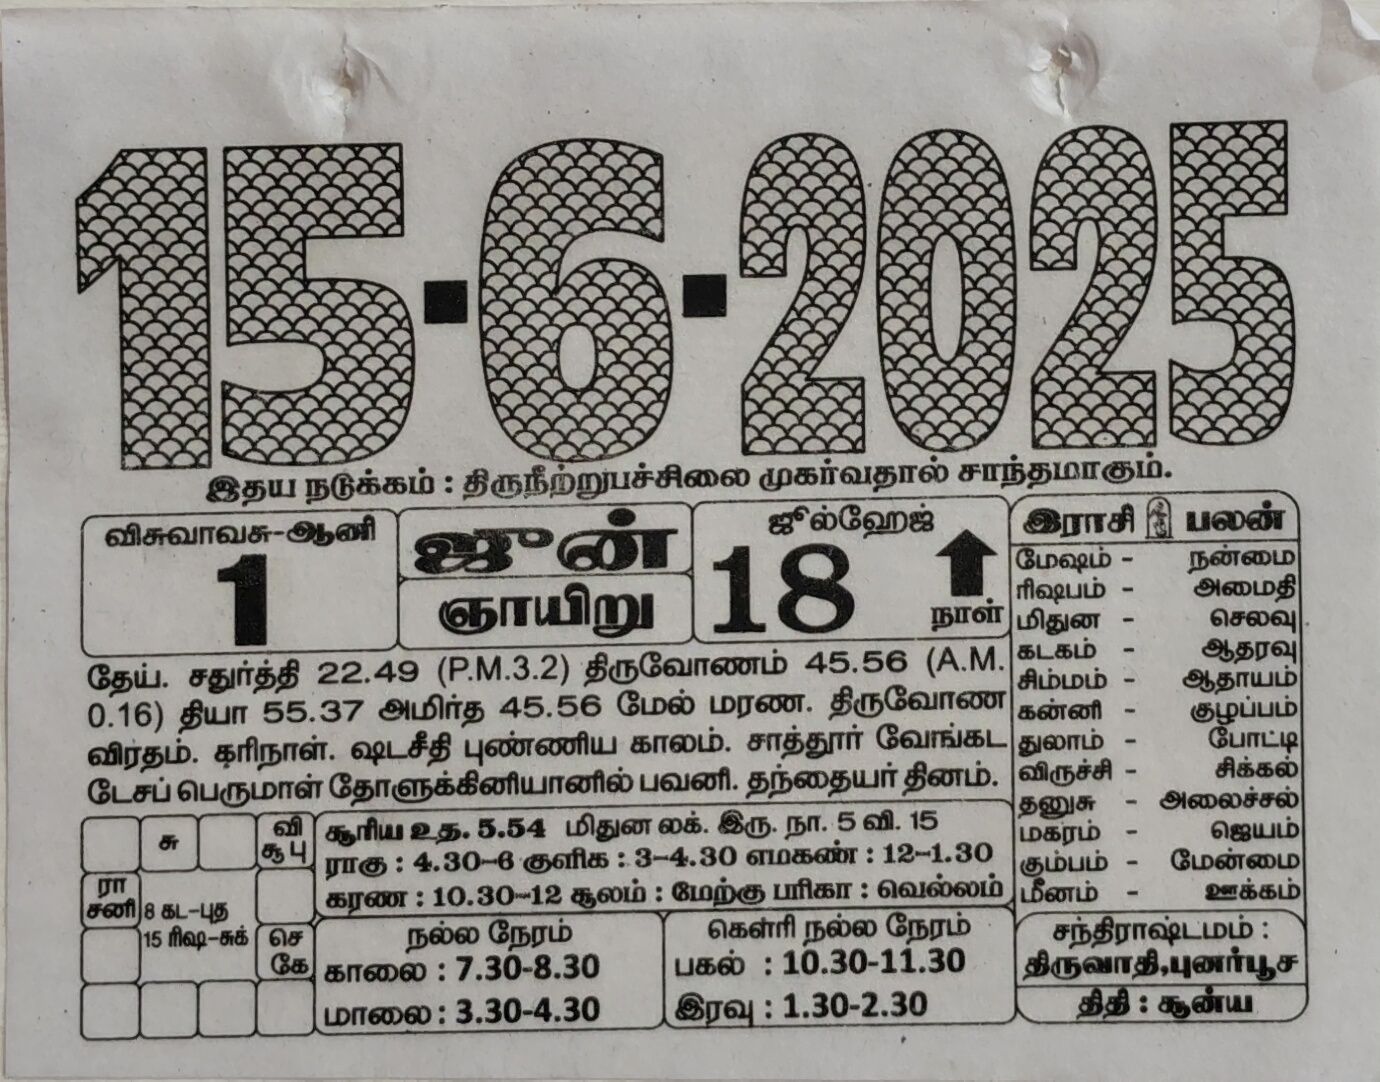 15-6-2025
இதய நடுக்கம் : திருநீற்றுபச்சிலை முகர்வதால் சாந்தமாகும்.
விசுவாவசு-ஆனி
1
ஜுன்
ஞாயிறு
ஜூல்ஹேஜ்
18
நாள்
தேய். சதுர்த்தி 22.49 (P.M.3.2) திருவோணம் 45.56 (A.M.
0.16) தியா 55.37 அமிர்த 45.56 மேல் மரண. திருவோண
விரதம். கரிநாள். ஷடசீதி புண்ணிய காலம். சாத்தூர் வேங்கட
டேசப் பெருமாள் தோளுக்கினியானில் பவனி. தந்தையர் தினம்.
சு
வி
சூ பு
ரா
சனி
8 கட-புத
15 ரிஷ-சுக்
செ
கே
சூரிய உத. 5.54 மிதுன லக். இரு. நா. 5 வி. 15
ராகு : 4.30-6 குளிக : 3-4.30 எமகண் : 12-1.30
கரண : 10.30-12 சூலம் : மேற்கு பரிகா : வெல்லம்
நல்ல நேரம்
காலை : 7.30-8.30
மாலை : 3.30-4.30
கெள்ரி நல்ல நேரம்
பகல் : 10.30-11.30
இரவு : 1.30-2.30
இராசி பலன்
மேஷம் - நன்மை
ரிஷபம் - அமைதி
மிதுன - செலவு
கடகம் - ஆதரவு
சிம்மம் - ஆதாயம்
கன்னி - குழப்பம்
துலாம் - போட்டி
விருச்சி - சிக்கல்
தனுசு - அலைச்சல்
மகரம் - ஜெயம்
கும்பம் - மேன்மை
மீனம் - ஊக்கம்
சந்திராஷ்டமம் :
திருவாதி,புனர்பூச
திதி : சூன்ய